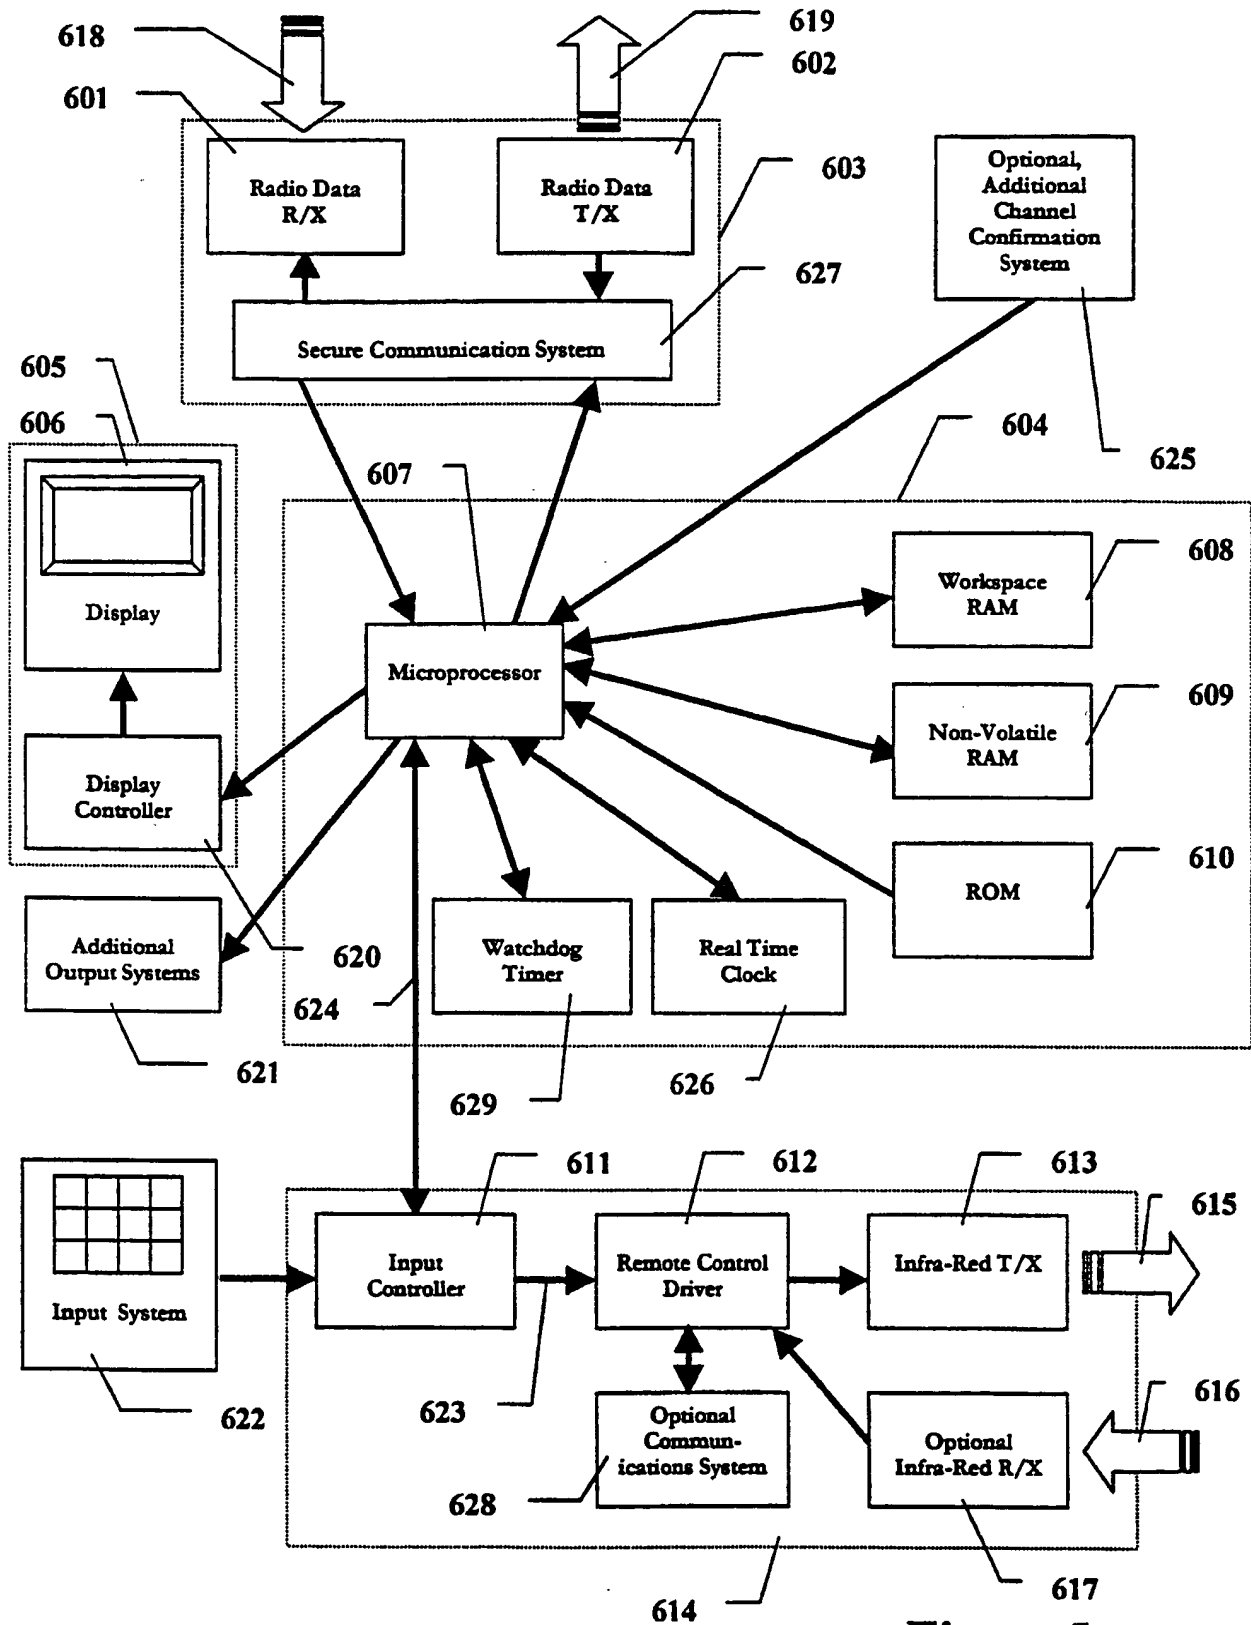 618
619
602
601
Radio Data
R/X
Radio Data
T/X
603
Optional,
Additional
Channel
Confirmation
System
627
Secure Communication System
605
606
604
625
607
608
Workspace
RAM
Display
Microprocessor
609
Non-Volatile
RAM
Display
Controller
610
ROM
Additional
Output Systems
620
624
Watchdog
Timer
Real Time
Clock
621
629
626
611
612
613
615
Input
Controller
Remote Control
Driver
Infra-Red T/X
Input System
616
622
623
Optional
Commun-
ications System
Optional
Infra-Red R/X
628
617
614